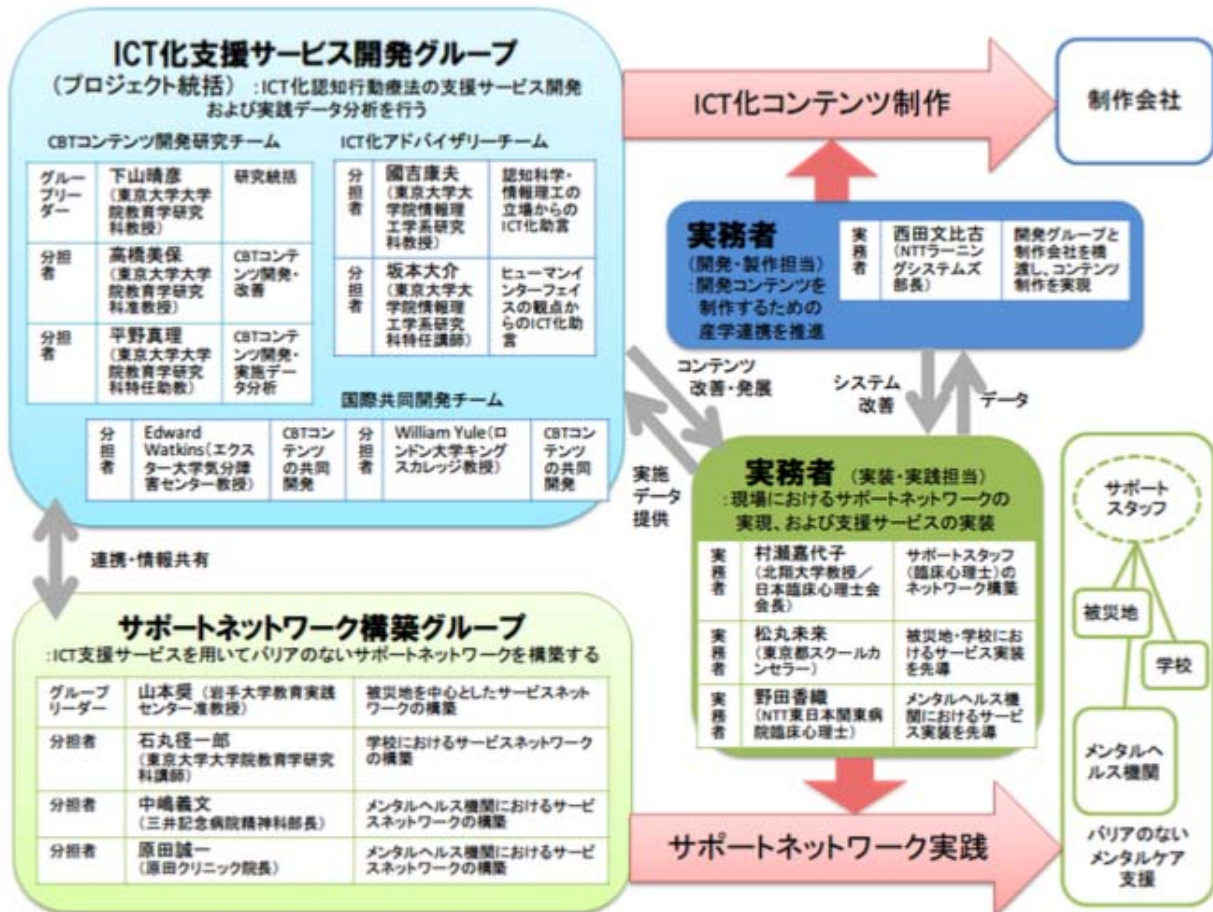 ICT化支援サービス開発グループ
(プロジェクト統括) :ICT化認知行動療法の支援サービス開発
および実践データ分析を行う
CBTコンテンツ開発研究チーム
グルー
プリー
ダー
下山晴彦
(東京大学大学
院教育学研究
科教授)
研究統括
分担
者
高橋美保
(東京大学大学
院教育学研究
科准教授)
CBTコンテ
ンツ開発・
改善
分担
者
平野真理
(東京大学大学
院教育学研究
科特任助教)
CBTコンテ
ンツ開発・
実施デー
タ分析
ICT化アドバイザリーチーム
分
担
者
國吉康夫
(東京大学大
学院情報理
工学系研究
科教授)
認知科学・
情報理工の
立場からの
ICT化助言
分
担
者
坂本大介
(東京大学大
学院情報理
工学系研究
科特任講師)
ヒューマンイ
ンターフェイ
スの観点か
らのICT化助
言
国際共同開発チーム
分
担
者
Edward
Watkins(エクス
ター大学気分障
害センター教授)
CBTコン
テンツ
の共同
開発
分
担
者
William Yule(ロ
ンドン大学キング
スカレッジ教授)
CBTコン
テンツ
の共同
開発
ICT化コンテンツ制作
制作会社
実務者
(開発・製作担当)
:開発コンテンツを
制作するための
産学連携を推進
実
務
者
西田文比古
(NTTラーニン
グシステムズ
部長)
開発グループと
制作会社を橋
渡し、コンテンツ
制作を実現
コンテンツ
改善・発展
システム
改善
データ
実施
データ
提供
連携・情報共有
実務者 (実装・実践担当)
:現場におけるサポートネットワークの
実現、および支援サービスの実装
実
務
者
村瀬嘉代子
(北翔大学教授/
日本臨床心理士会
会長)
サポートスタッフ
(臨床心理士)の
ネットワーク構築
実
務
者
松丸未来
(東京都スクールカ
ンセラー)
被災地・学校にお
けるサービス実装
を先導
実
務
者
野田香織
(NTT東日本関東病
院臨床心理士)
メンタルヘルス機
関におけるサービ
ス実装を先導
サポートネットワーク構築グループ
:ICT支援サービスを用いてバリアのないサポートネットワークを構築する
グループ
リーダー
山本奨 (岩手大学教育実践
センター准教授)
被災地を中心としたサービスネット
ワークの構築
分担者
石丸径一郎
(東京大学大学院教育学研究
科講師)
学校におけるサービスネットワーク
の構築
分担者
中嶋義文
(三井記念病院精神科部長)
メンタルヘルス機関におけるサービ
スネットワークの構築
分担者
原田誠一
(原田クリニック院長)
メンタルヘルス機関におけるサービ
スネットワークの構築
サポートネットワーク実践
サポート
スタッフ
被災地
学校
メンタルヘ
ルス機関
バリアのない
メンタルケア
支援